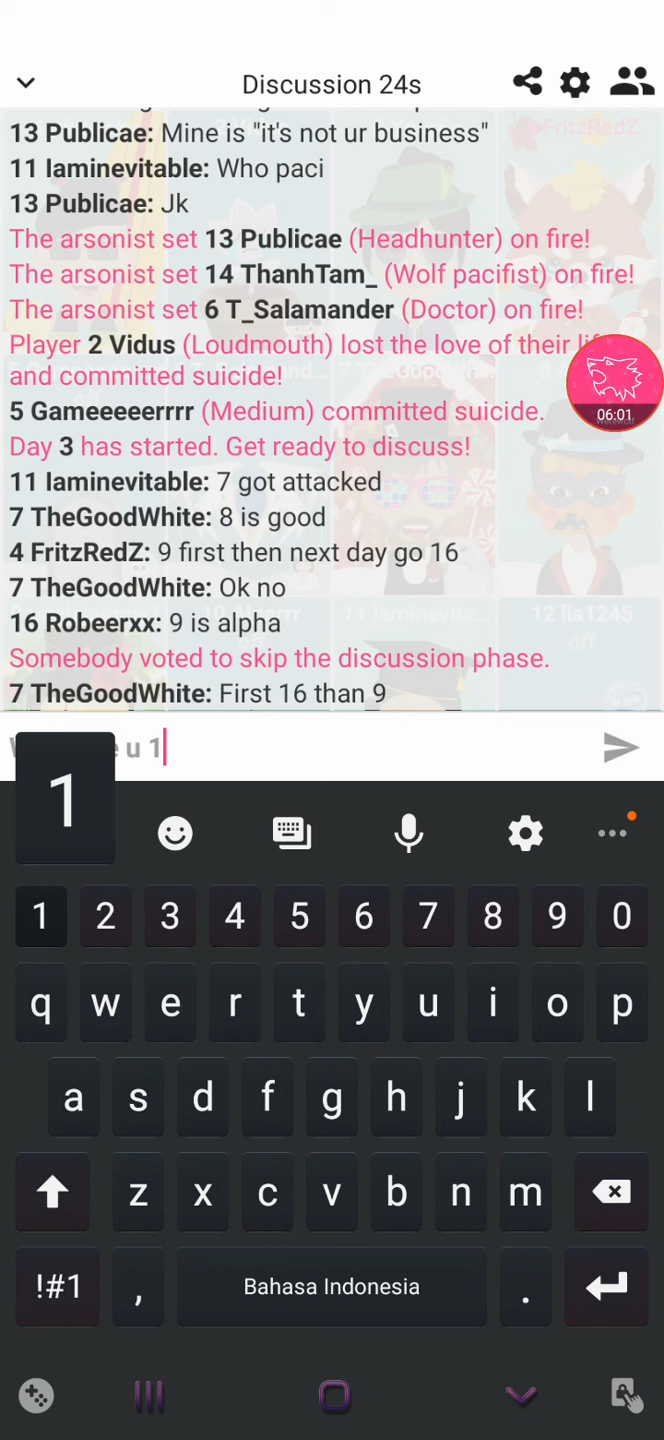 Discussion 24s
13 Publicae: Mine is "it's not ur business"
11 Iaminevitable: Who paci
13 Publicae: Jk
The arsonist set 13 Publicae (Headhunter) on fire!
The arsonist set 14 ThanhTam_ (Wolf pacifist) on fire!
The arsonist set 6 T_Salamander (Doctor) on fire!
Player 2 Vidus (Loudmouth) lost the love of their
and committed suicide!
5 Gameeeeerrrr (Medium) committed suicide.
06:01
Day 3 has started. Get ready to discuss!
11 Iaminevitable: 7 got attacked
7 TheGoodWhite: 8 is good
4 FritzRedZ: 9 first then next day go 16
7 TheGoodWhite: Ok no
16 Robeerxx: 9 is alpha
Somebody voted to skip the discussion phase.
7 TheGoodWhite: First 16 than 9
FritzRedZ
12 lis1245
off
u 1
1
1 2 3 4 5 6 7 8 9 0
q w e r t y u i o p
a s d f g h j k l
z x c v b n m
!#1 , Bahasa Indonesia .